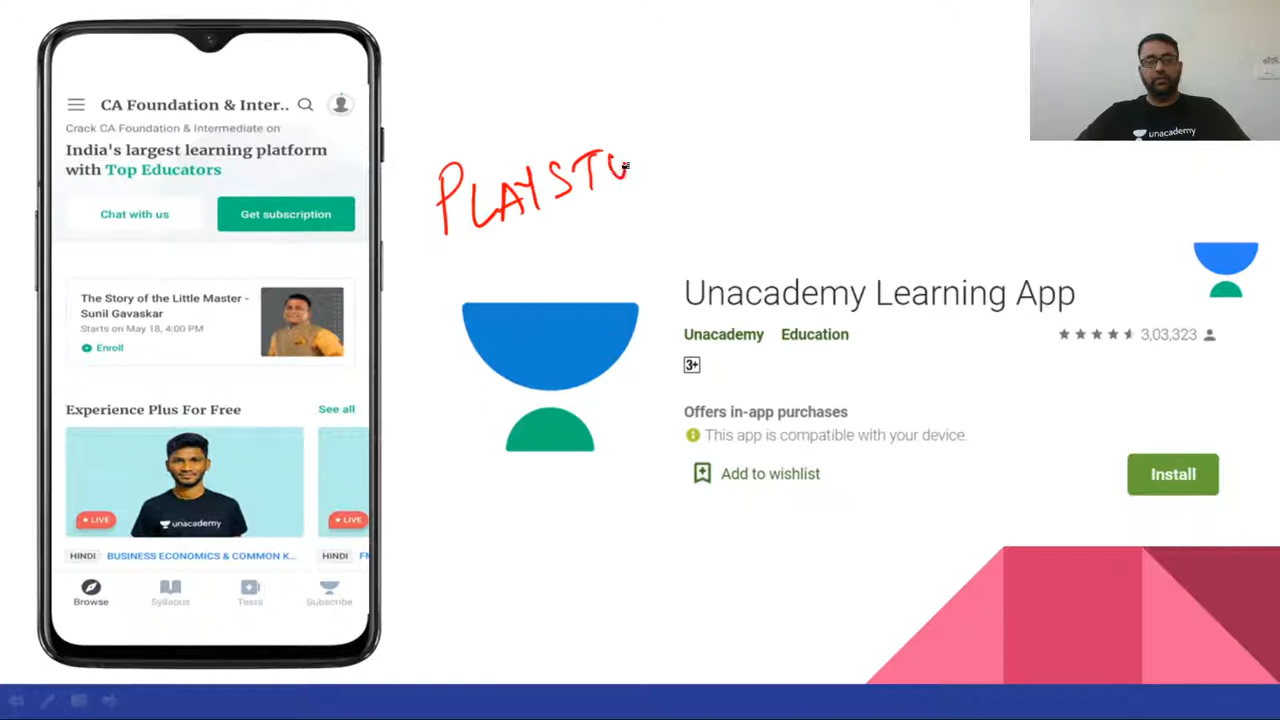 CA Foundation & Inter..
Crack CA Foundation & Intermediate on
India's largest learning platform
with Top Educators
Chat with us
Get subscription
The Story of the Little Master -
Sunil Gavaskar
Starts on May 18, 4:00 PM
Enroll
Experience Plus For Free
See all
unacademy
LIVE
LIVE
HINDI BUSINESS ECONOMICS & COMMON K...
HINDI
Browse
Syllabus
Tests
Subscribe
PLAYSTO
unacademy
Unacademy Learning App
Unacademy Education
3,03,323
3+
Offers in-app purchases
This app is compatible with your device.
Add to wishlist
Install